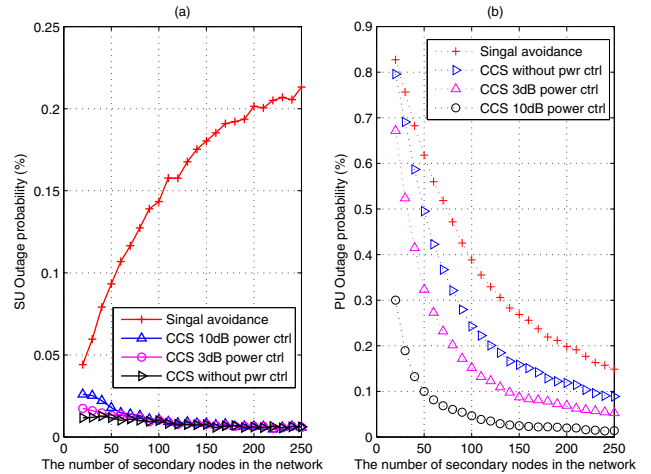 (a)
0.25
0.2
0.15
0.1
0.05
0
SU Outage probability (%)
Singal avoidance
CCS 10dB power ctrl
CCS 3dB power ctrl
CCS without pwr ctrl
0 50 100 150 200 250
The number of secondary nodes in the network
(b)
0.9
0.8
0.7
0.6
0.5
0.4
0.3
0.2
0.1
0
PU Outage probability (%)
Singal avoidance
CCS without pwr ctrl
CCS 3dB power ctrl
CCS 10dB power ctrl
0 50 100 150 200 250
The number of secondary nodes in the network